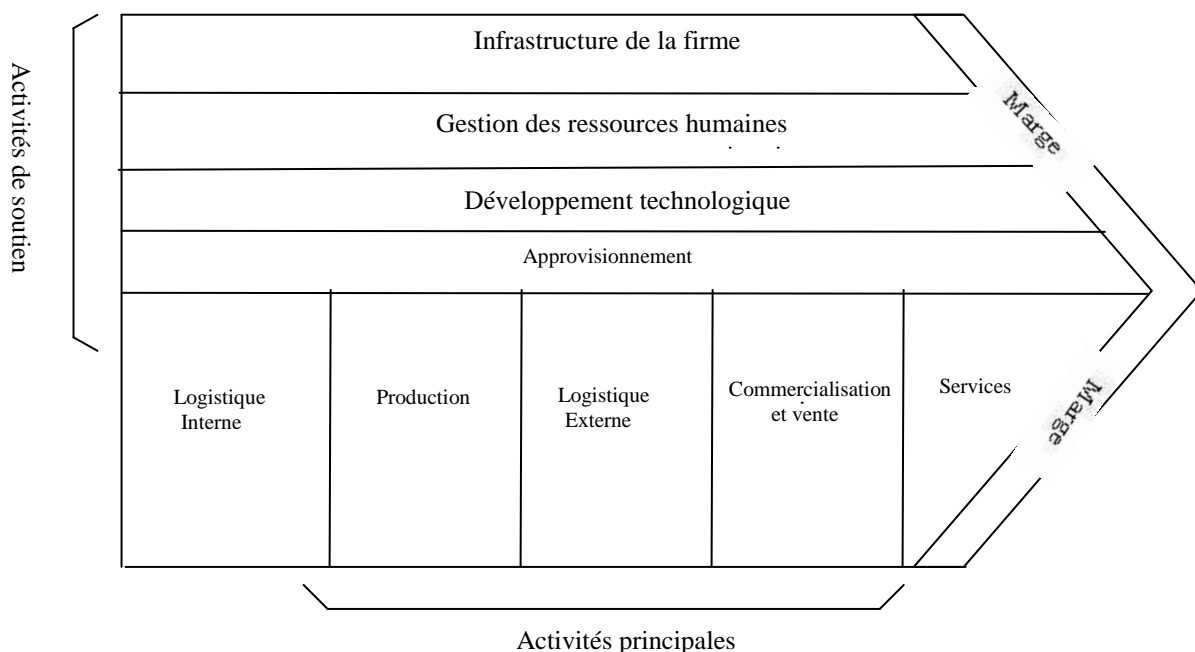 Infrastructure de la firme
Gestion des ressources humaines
Développement technologique
Approvisionnement
Activités de soutien
Marge
Logistique
Interne
Production
Logistique
Externe
Commercialisation
et vente
Services
Marge
Activités principales